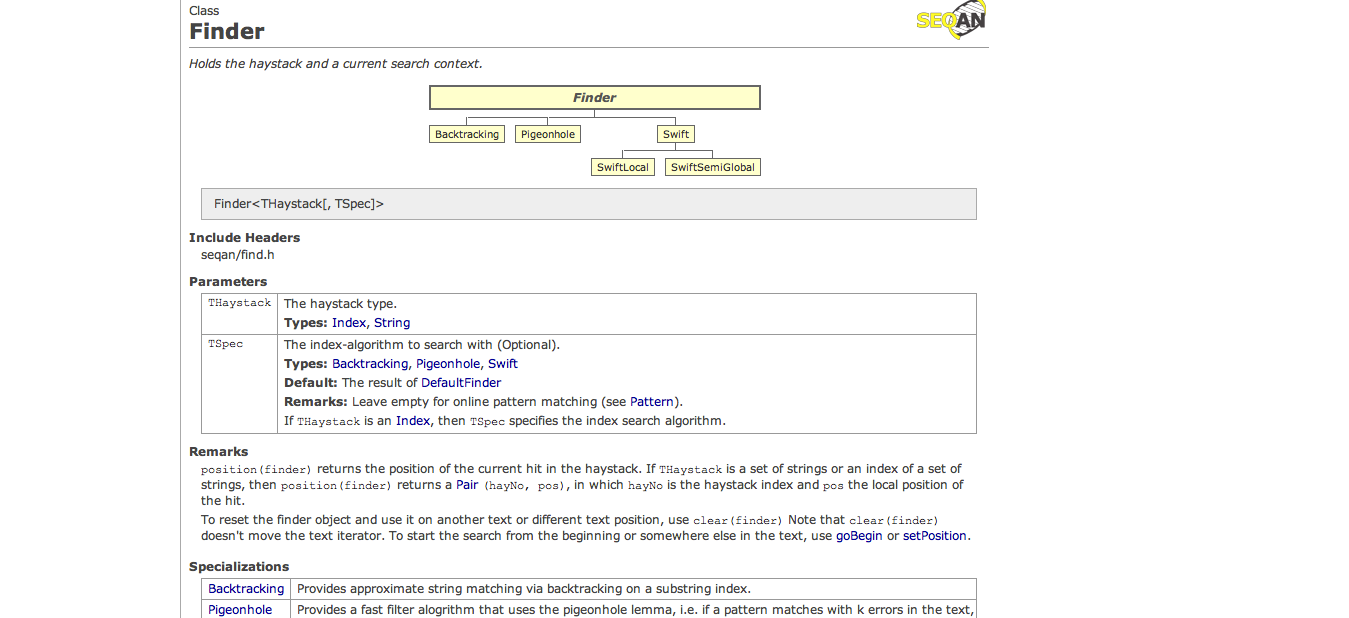 Class
SEQAN
Finder
Holds the haystack and a current search context.
Finder
Backtracking Pigeonhole Swift
SwiftLocal SwiftSemiGlobal
Finder<THaystack[, TSpec]>
Include Headers
seqan/find.h
Parameters
THaystack The haystack type.
Types: Index, String
TSpec The index-algorithm to search with (Optional).
Types: Backtracking, Pigeonhole, Swift
Default: The result of DefaultFinder
Remarks: Leave empty for online pattern matching (see Pattern).
If THaystack is an Index, then TSpec specifies the index search algorithm.
Remarks
position(finder) returns the position of the current hit in the haystack. If THaystack is a set of strings or an index of a set of
strings, then position(finder) returns a Pair (hayNo, pos), in which hayNo is the haystack index and pos the local position of
the hit.
To reset the finder object and use it on another text or different text position, use clear(finder) Note that clear(finder)
doesn't move the text iterator. To start the search from the beginning or somewhere else in the text, use goBegin or setPosition.
Specializations
Backtracking Provides approximate string matching via backtracking on a substring index.
Pigeonhole Provides a fast filter alogrithm that uses the pigeonhole lemma, i.e. if a pattern matches with k errors in the text,